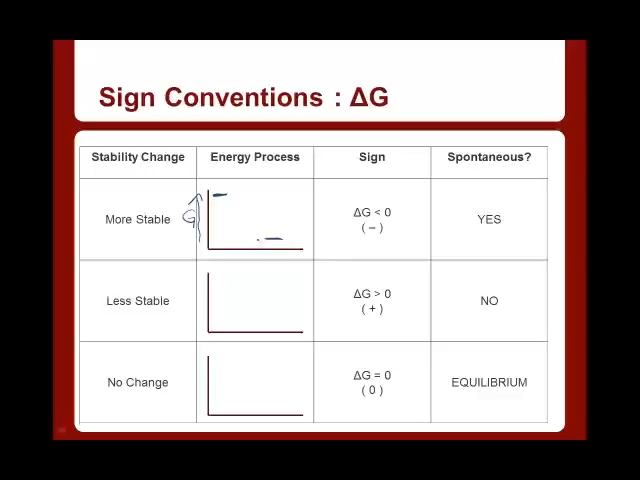 Sign Conventions : ΔG
Stability Change Energy Process Sign Spontaneous?
More Stable G ΔG < 0 YES
( – )
Less Stable ΔG > 0 NO
( + )
No Change ΔG = 0 EQUILIBRIUM
( 0 )